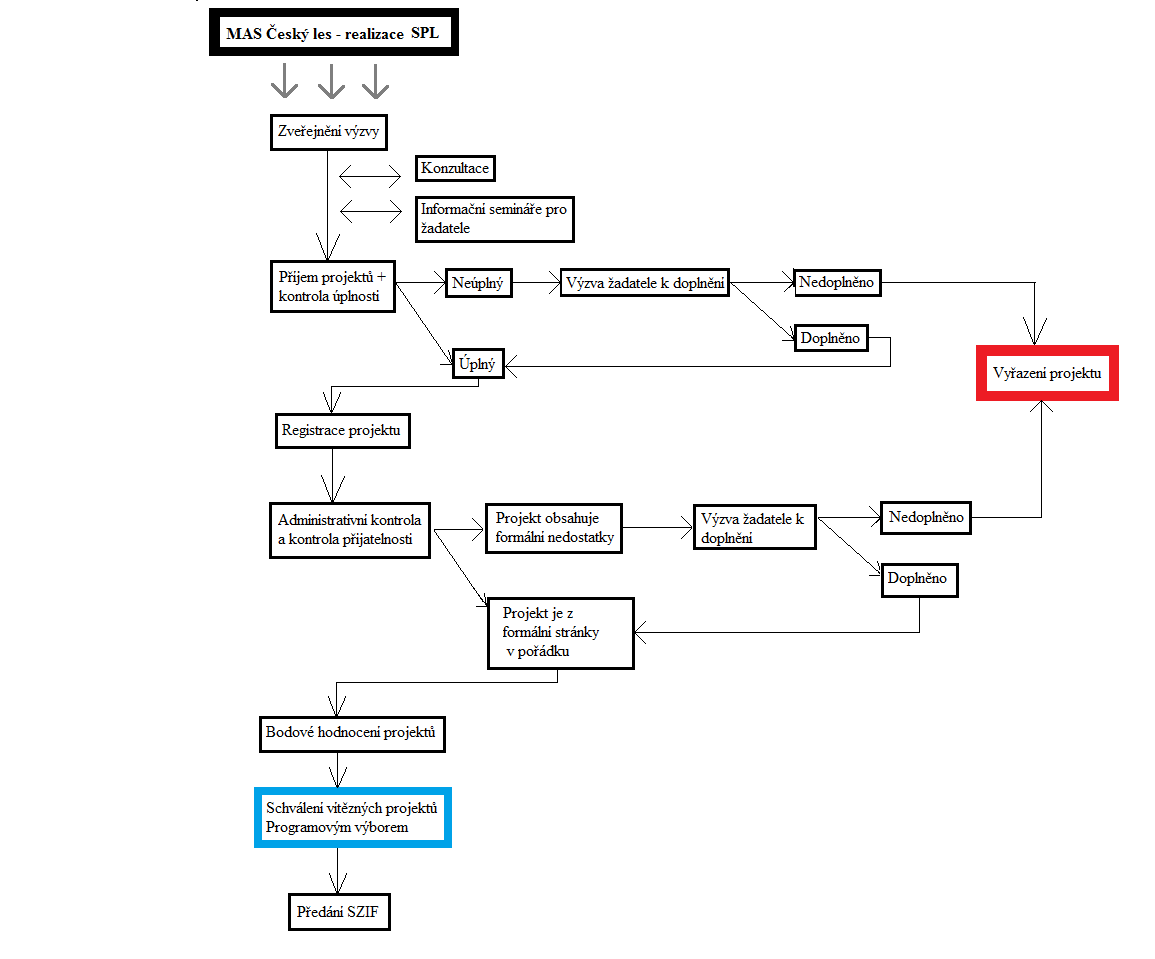 MAS Český les - realizace SPL
Zveřejnění výzvy
Konzultace
Informační semináře pro
žadatele
Příjem projektů +
kontrola úplnosti
Neúplný
Výzva žadatele k doplnění
Nedoplněno
Doplněno
Úplný
Vyřazení projektu
Registrace projektu
Administrativní kontrola
a kontrola přijatelnosti
Projekt obsahuje
formální nedostatky
Výzva žadatele k
doplnění
Nedoplněno
Doplněno
Projekt je z
formální stránky
v pořádku
Bodové hodnocení projektů
Schválení vítězných projektů
Programovým výborem
Předání SZIF